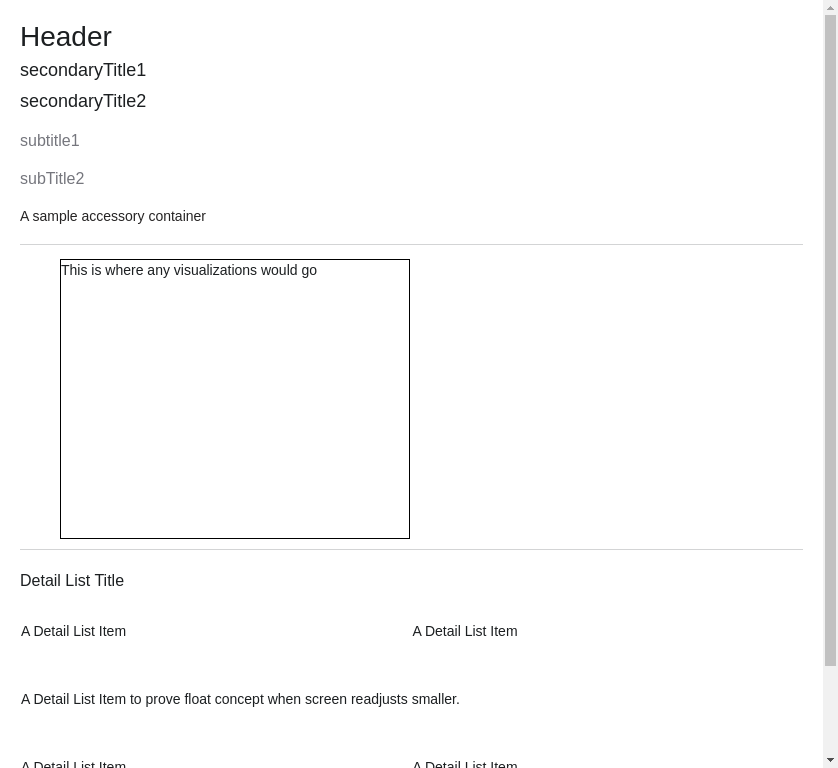 Header
secondaryTitle1
secondaryTitle2
subtitle1
subTitle2
A sample accessory container
This is where any visualizations would go
Detail List Title
A Detail List Item
A Detail List Item
A Detail List Item to prove float concept when screen readjusts smaller.
A Detail List Item
A Detail List Item